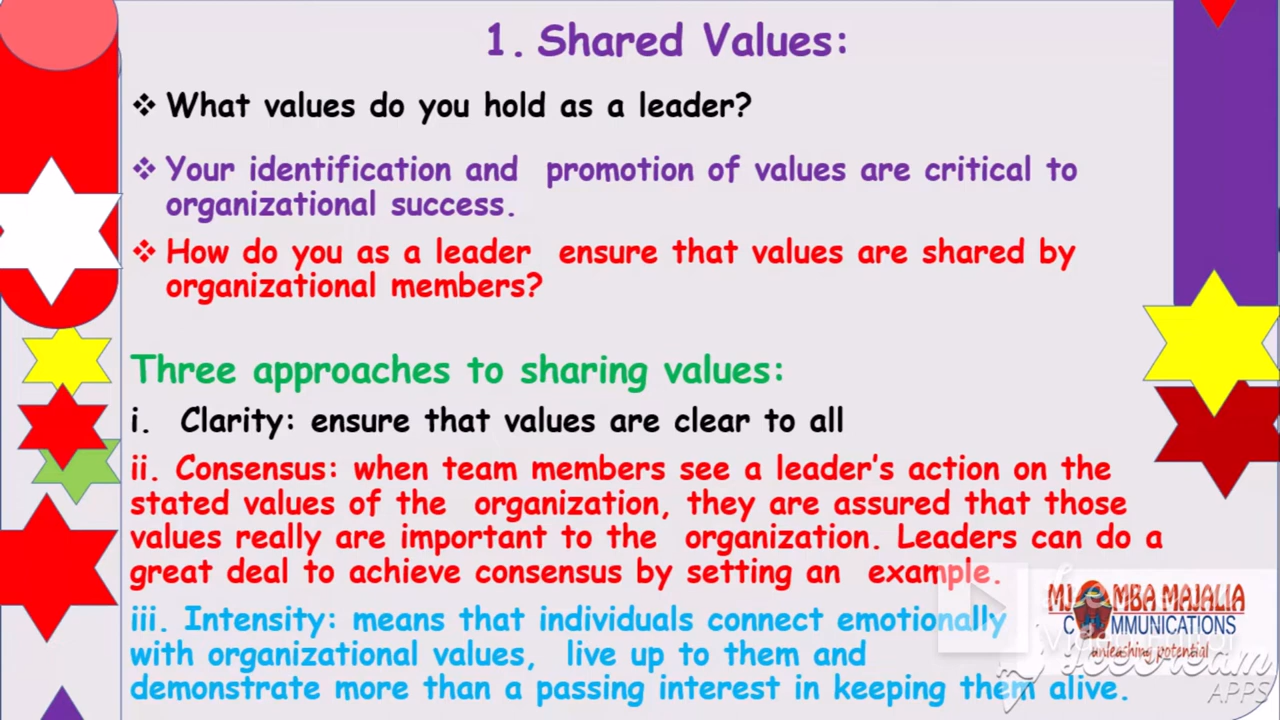 1. Shared Values:
❖ What values do you hold as a leader?
❖ Your identification and promotion of values are critical to
organizational success.
❖ How do you as a leader ensure that values are shared by
organizational members?
Three approaches to sharing values:
i. Clarity: ensure that values are clear to all
ii. Consensus: when team members see a leader's action on the
stated values of the organization, they are assured that those
values really are important to the organization. Leaders can do a
great deal to achieve consensus by setting an example.
iii. Intensity: means that individuals connect emotionally
with organizational values, live up to them and
demonstrate more than a passing interest in keeping them alive.
MJOMBA MAJALIA
COMMUNICATIONS
unleashing potential
Icecream
APPS